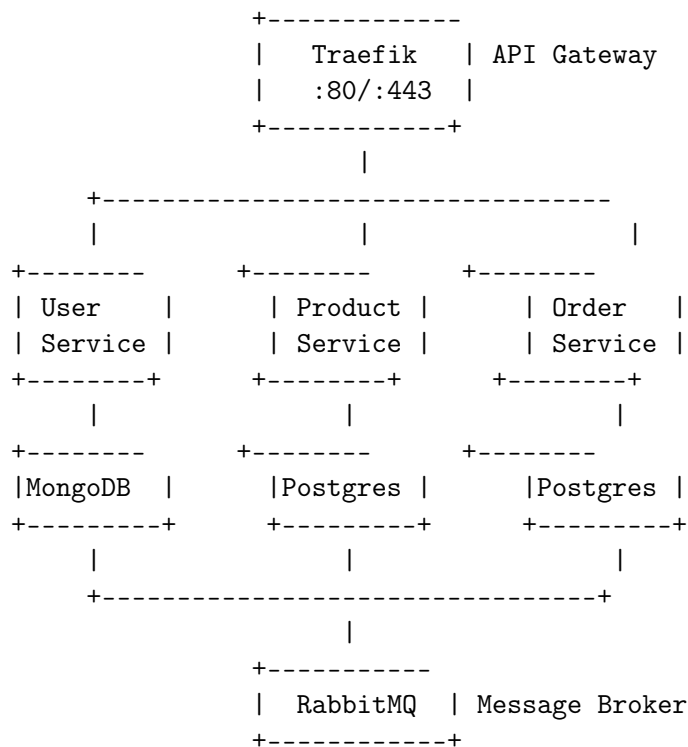 +-------------
| Traefik | API Gateway
| :80/:443 |
+------------+
|
+----------------------------------
| | |
+-------- +-------- +--------
| User | | Product | | Order |
| Service | | Service | | Service |
+--------+ +--------+ +--------+
| | |
+-------- +-------- +--------
|MongoDB | |Postgres | |Postgres |
+---------+ +---------+ +---------+
| | |
+---------------------------------+
|
+-----------
| RabbitMQ | Message Broker
+------------+